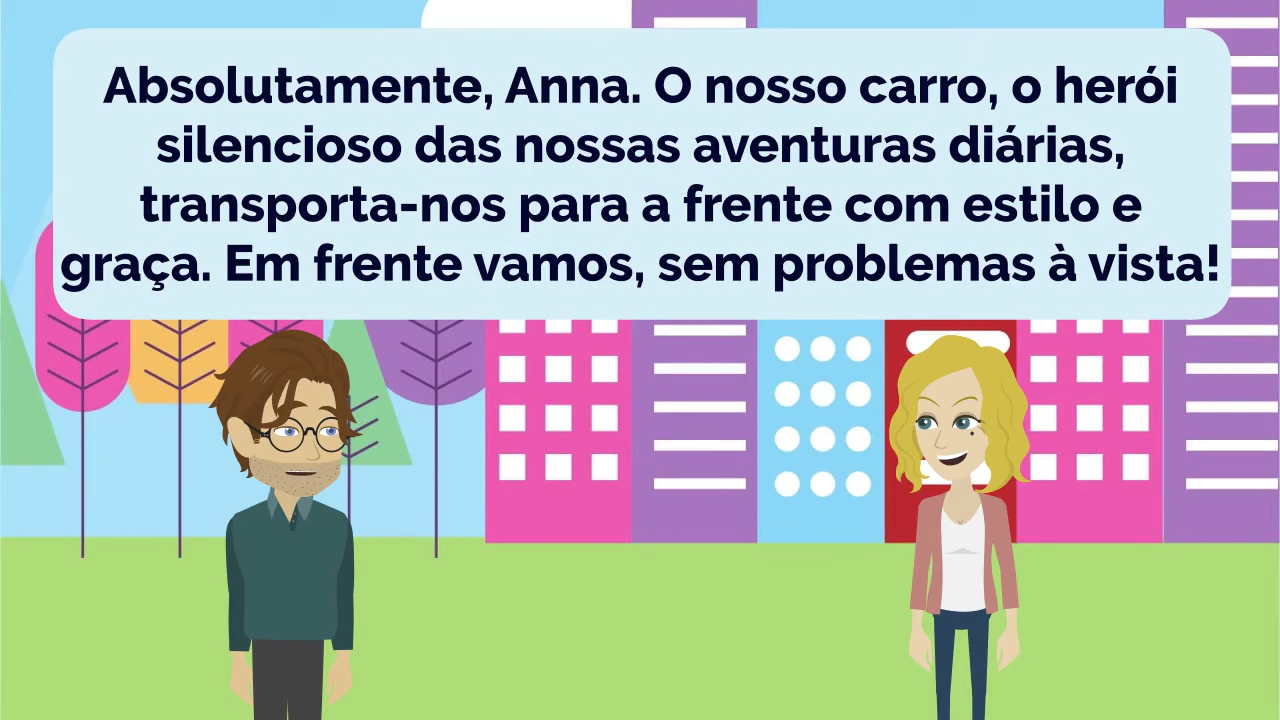 Absolutamente, Anna. O nosso carro, o herói
silencioso das nossas aventuras diárias,
transporta-nos para a frente com estilo e
graça. Em frente vamos, sem problemas à vista!